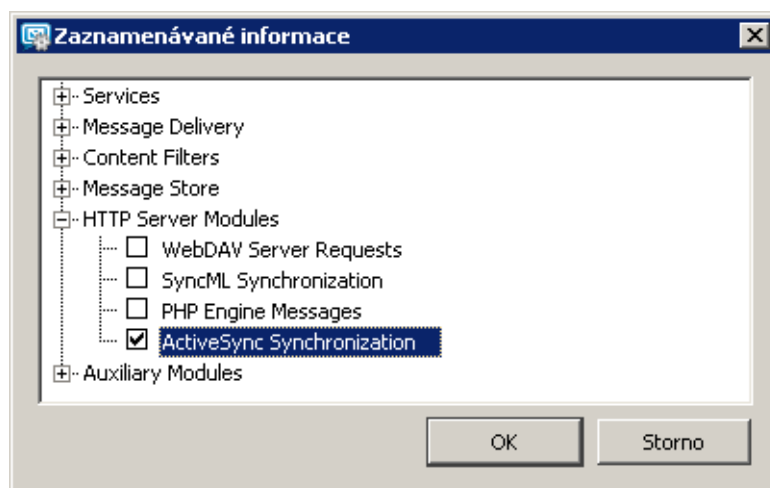 Zaznamenávané informace
Services
Message Delivery
Content Filters
Message Store
HTTP Server Modules
WebDAV Server Requests
SyncML Synchronization
PHP Engine Messages
ActiveSync Synchronization
Auxiliary Modules
OK Storno